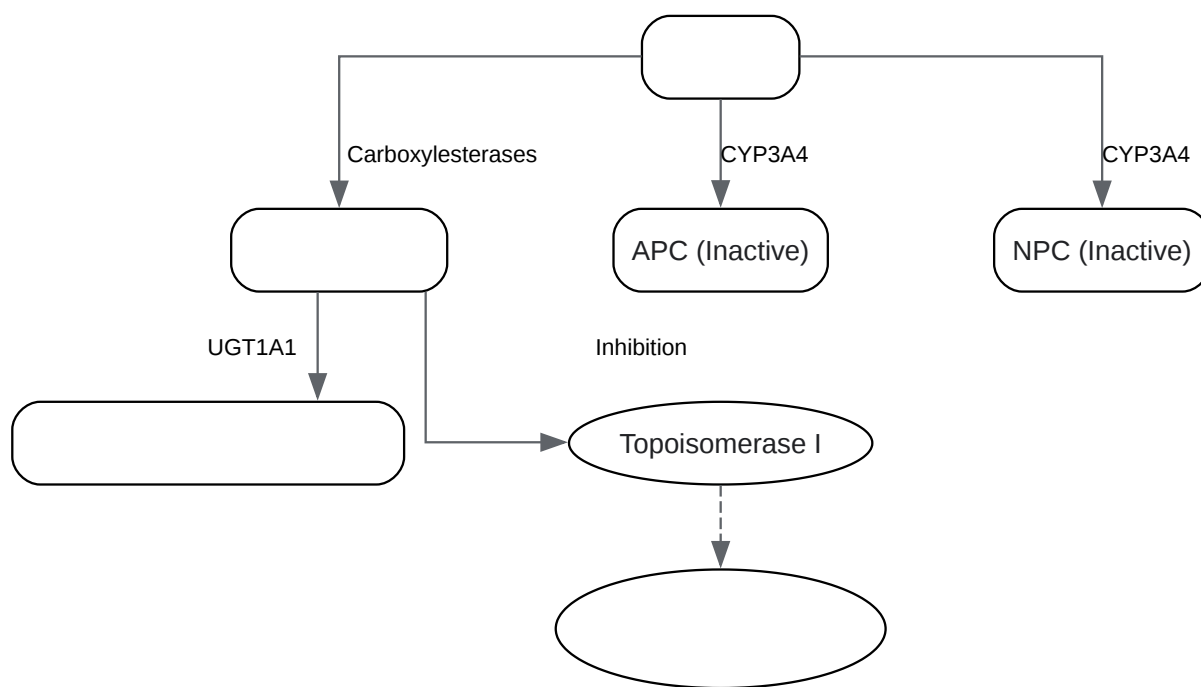 Carboxylesterases
CYP3A4
CYP3A4
APC (Inactive)
NPC (Inactive)
UGT1A1
Inhibition
Topoisomerase I